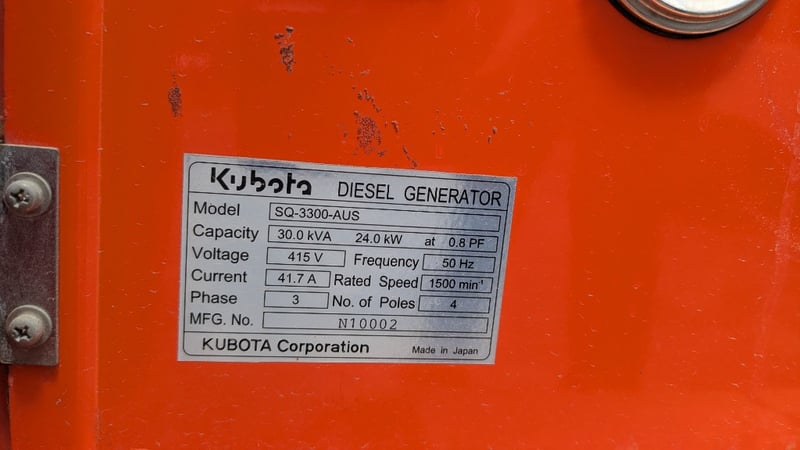 Kubota DIESEL GENERATOR
Model SQ-3300-AUS
Capacity 30.0 kVA 24.0 kW at 0.8 PF
Voltage 415 V Frequency 50 Hz
Current 41.7 A Rated Speed 1500 min⁻¹
Phase 3 No. of Poles 4
MFG. No. N10002
KUBOTA Corporation Made in Japan